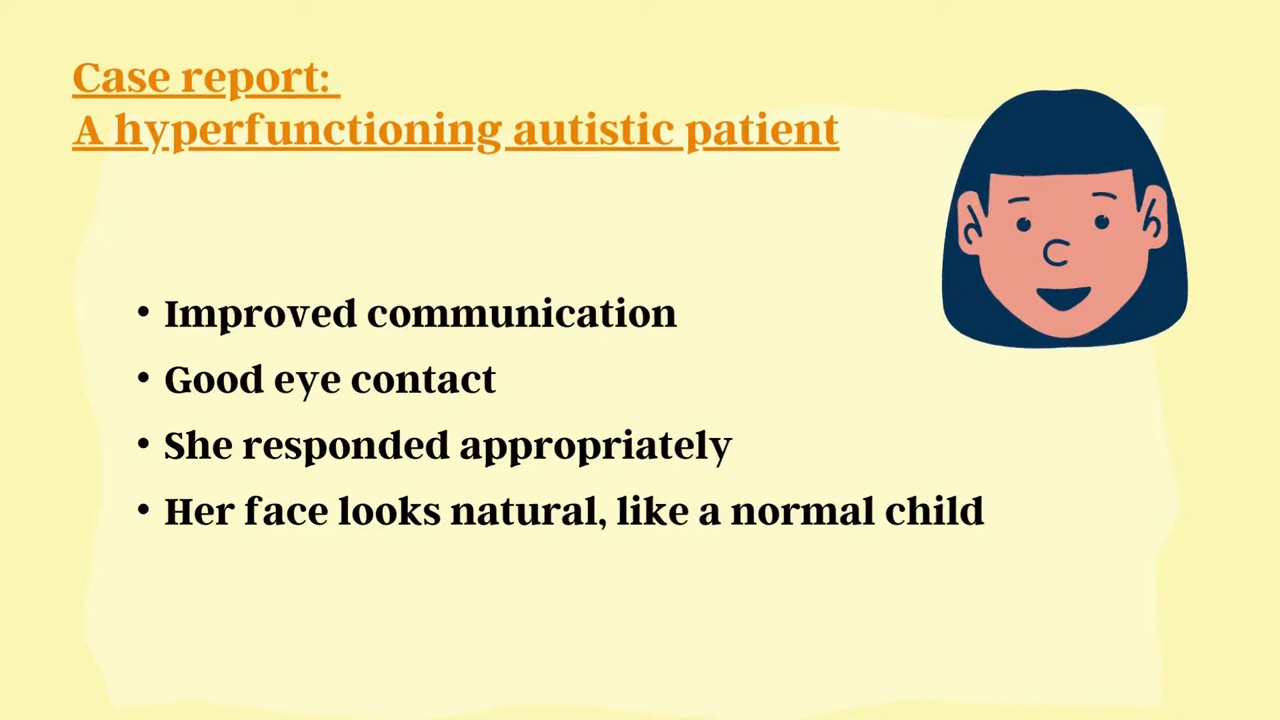 Case report:
A hyperfunctioning autistic patient
• Improved communication
• Good eye contact
• She responded appropriately
• Her face looks natural, like a normal child